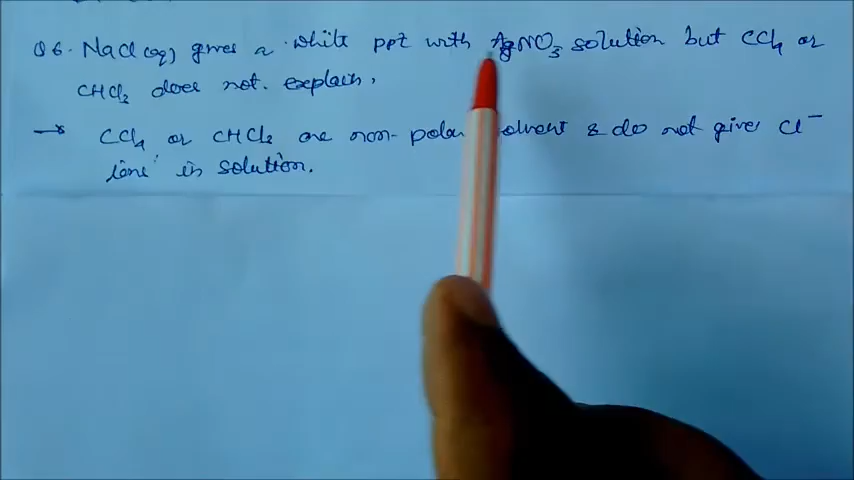 Q6. NaCl(aq) gives a white ppt with AgNO3 solution but CCl4 or
CHCl3 does not. explain.
→ CCl4 or CHCl3 are non-polar solvent & do not gives Cl⁻
ions in solution.